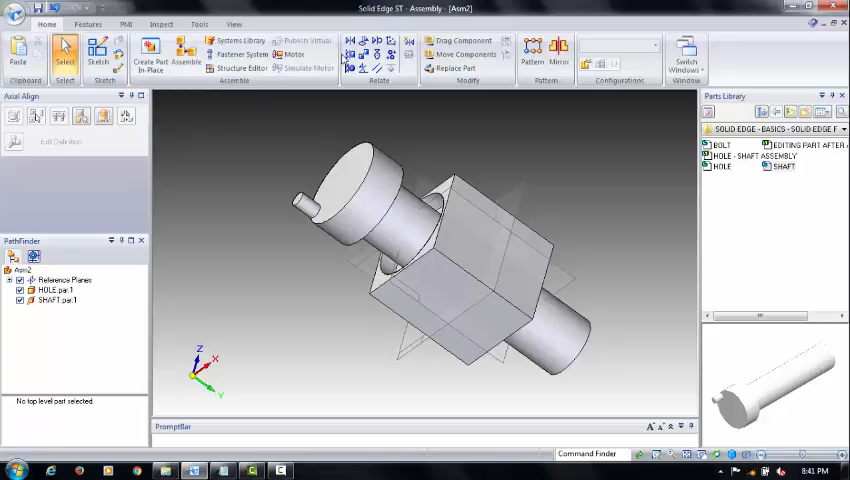 Solid Edge ST - Assembly - [Asm2]
Home Features PMI Inspect Tools View
Paste
Clipboard
Select
Select
Sketch
Sketch
Create Part In-Place
Assemble
Systems Library
Fastener System
Structure Editor
Publish Virtual
Motor
Simulate Motor
Assemble
Relate
Drag Component
Move Components
Replace Part
Modify
Pattern Mirror
Pattern
Configurations
Switch Windows
Window
Axial Align
Edit Definition
PathFinder
Asm2
Reference Planes
HOLE.par:1
SHAFT.par:1
No top level part selected.
Z
X
Y
PromptBar
Parts Library
SOLID EDGE - BASICS - SOLID EDGE F
BOLT
EDITING PART AFTER A
HOLE - SHAFT ASSEMBLY
HOLE
SHAFT
Command Finder
8:41 PM